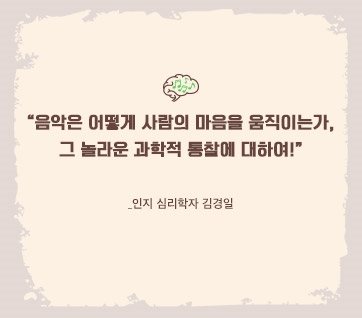 “음악은 어떻게 사람의 마음을 움직이는가,
그 놀라운 과학적 통찰에 대하여!”
_인지 심리학자 김경일